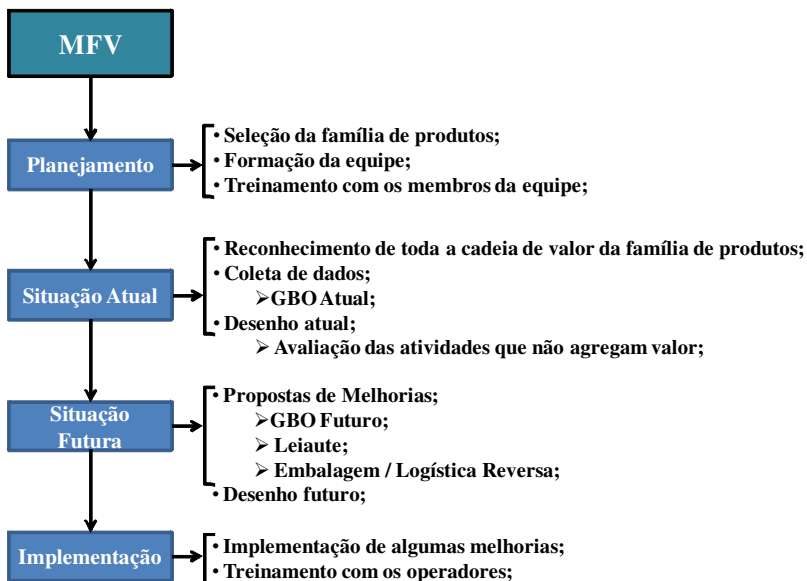 MFV
Planejamento
• Seleção da família de produtos;
• Formação da equipe;
• Treinamento com os membros da equipe;
Situação Atual
• Reconhecimento de toda a cadeia de valor da família de produtos;
• Coleta de dados;
➢GBO Atual;
• Desenho atual;
➢ Avaliação das atividades que não agregam valor;
Situação
Futura
• Propostas de Melhorias;
➢GBO Futuro;
➢ Leiaute;
➢ Embalagem / Logística Reversa;
• Desenho futuro;
Implementação
• Implementação de algumas melhorias;
• Treinamento com os operadores;